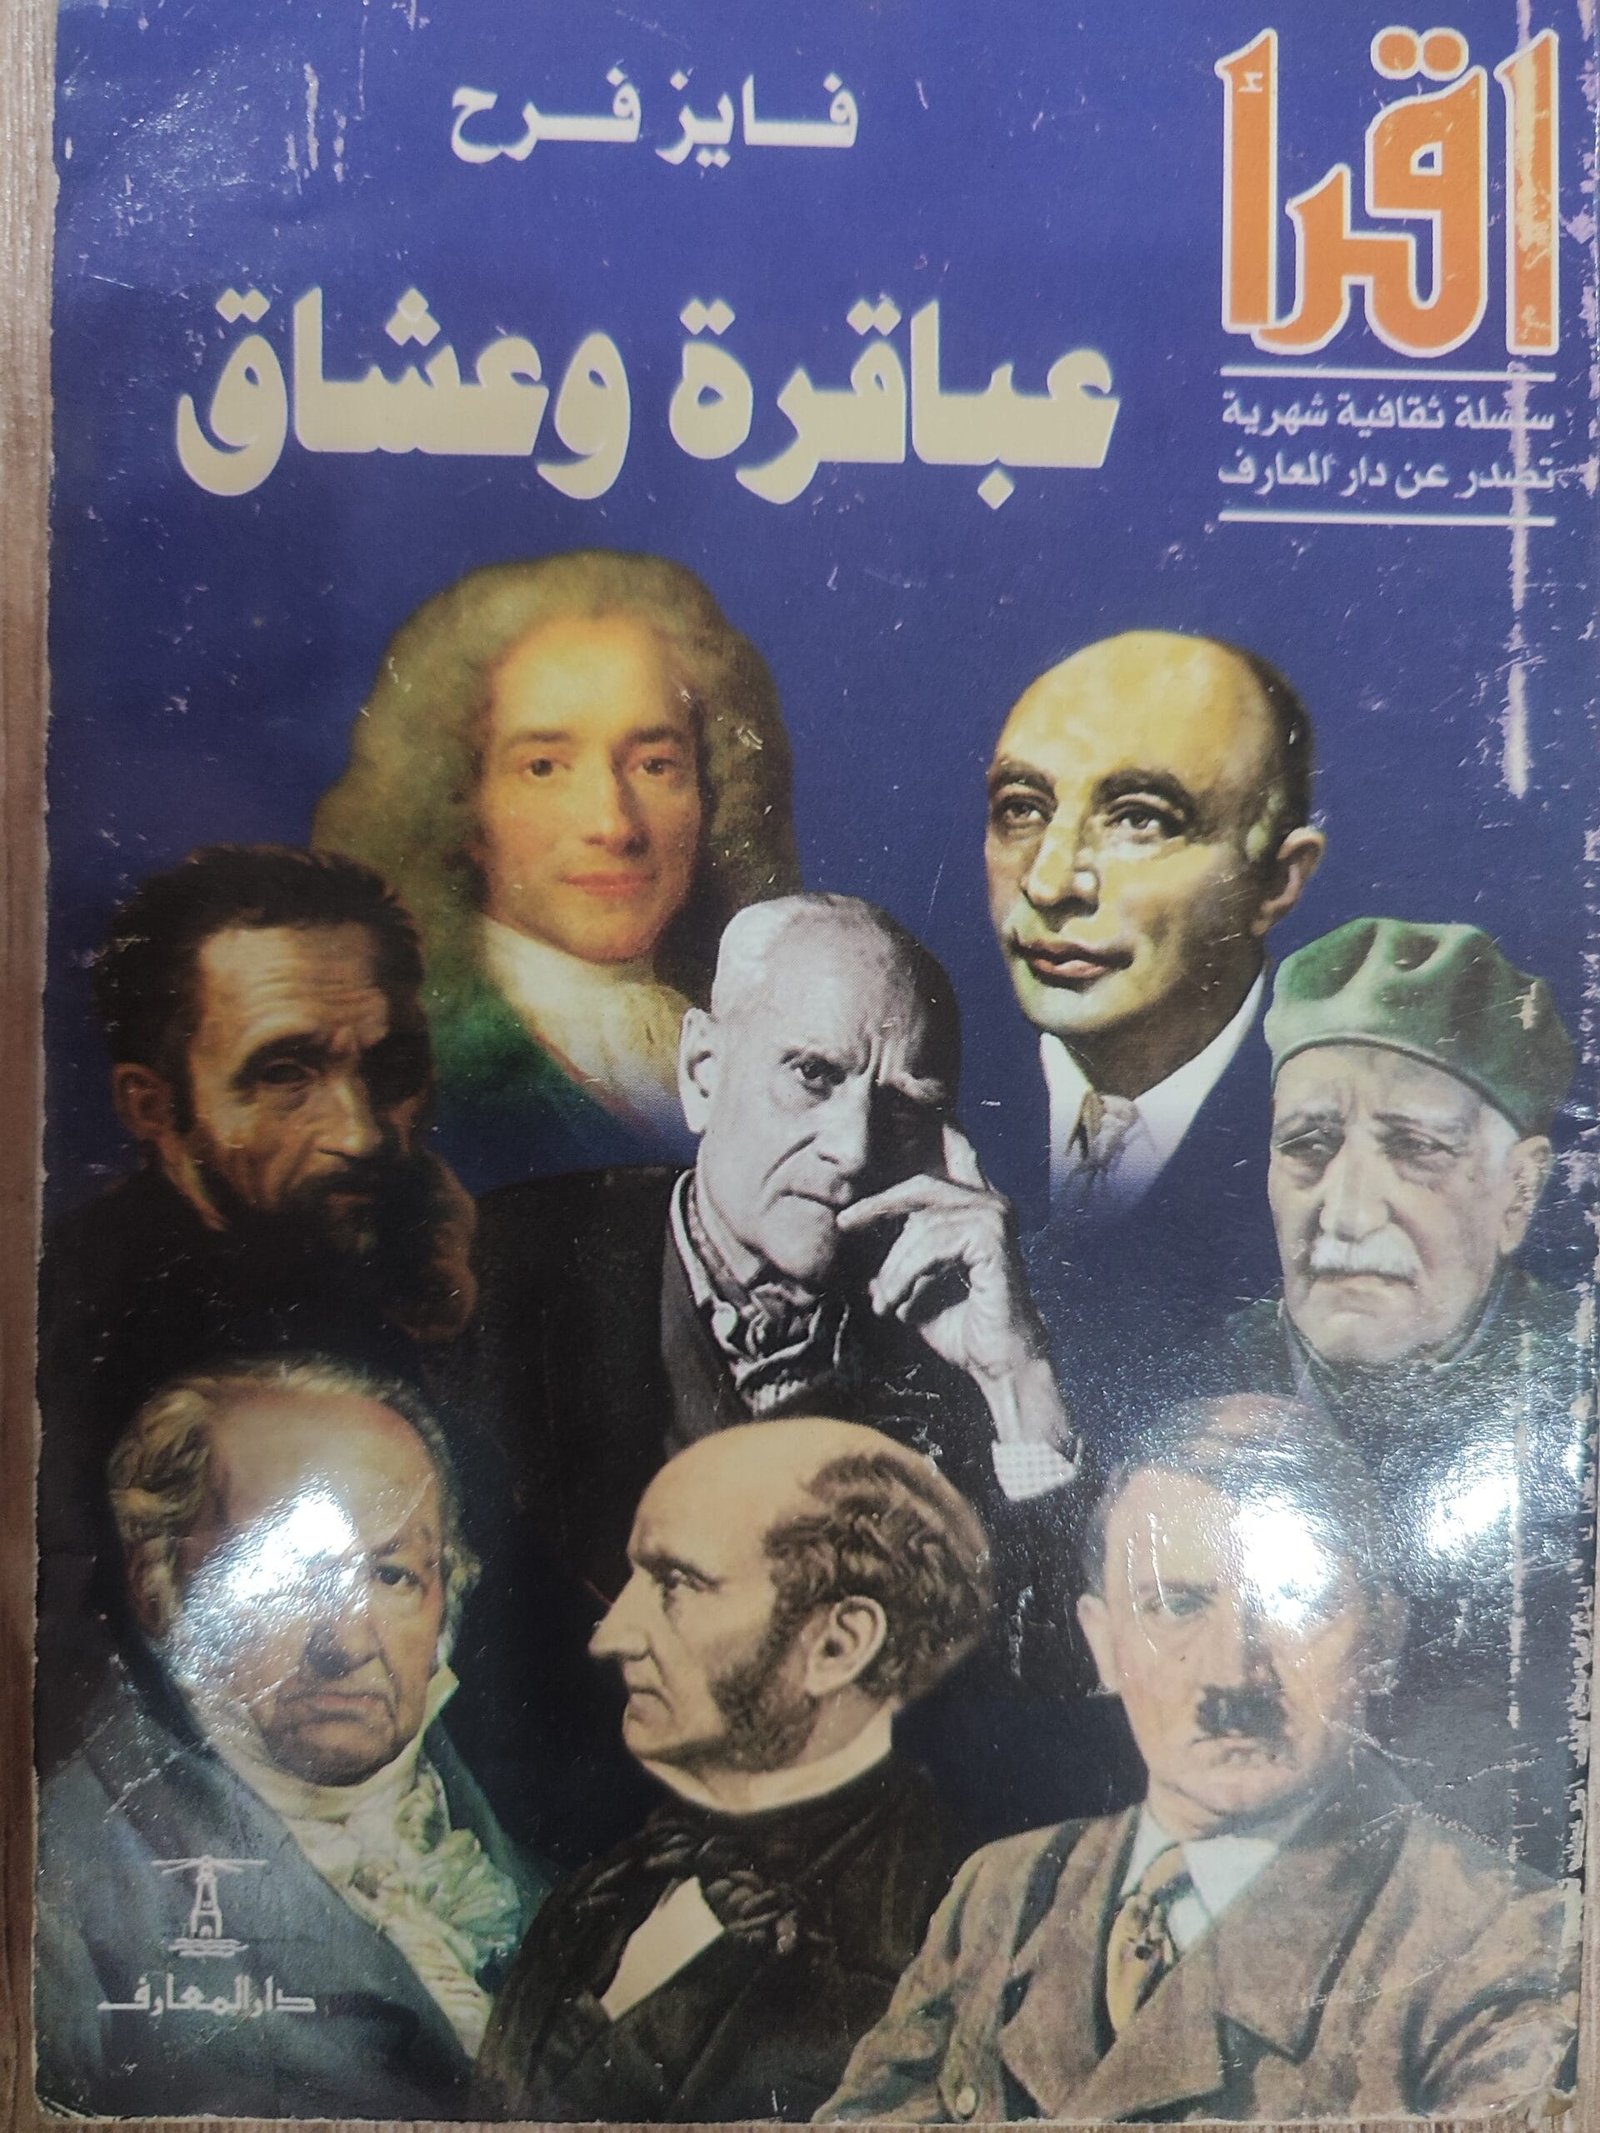 فايز فرح
اقرأ
عباقرة وعشاق
سلسلة ثقافية شهرية
تصدر عن دار المعارف
دار المعارف